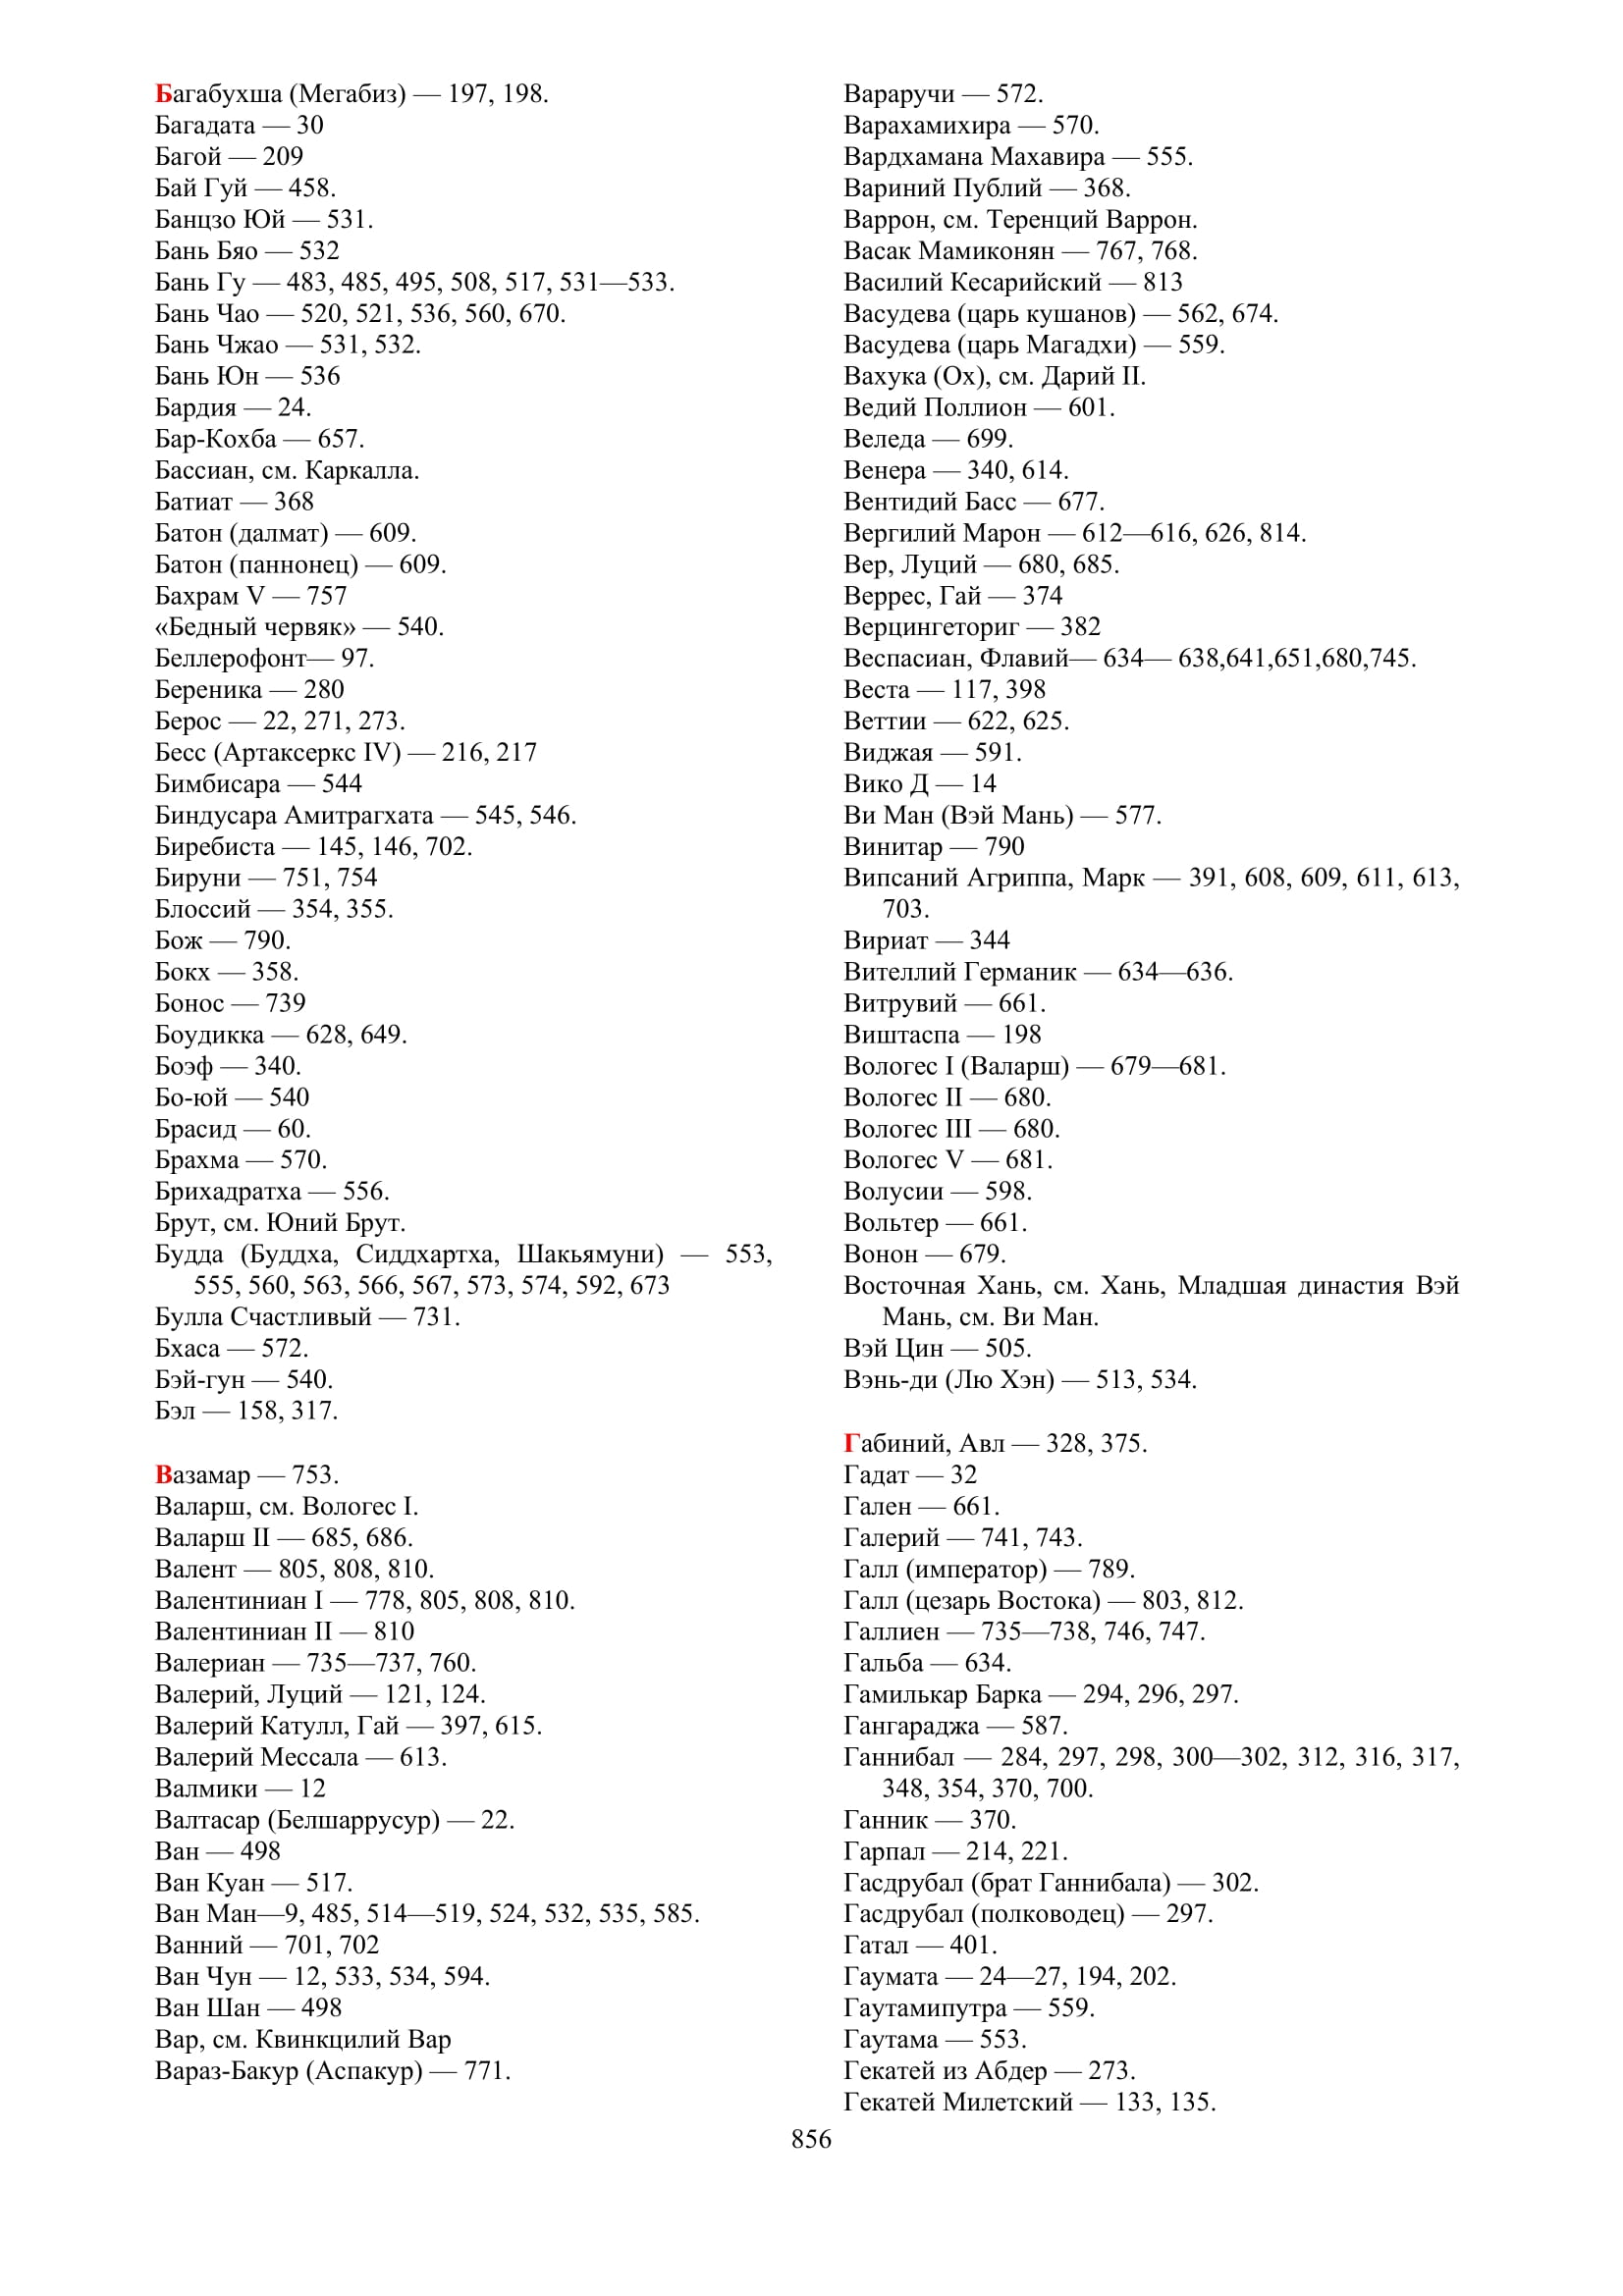 Багабухша (Мегабиз) — 197, 198.
Багадата — 30
Багой — 209
Бай Гуй — 458.
Банцзо Юй — 531.
Бань Бяо — 532
Бань Гу — 483, 485, 495, 508, 517, 531—533.
Бань Чао — 520, 521, 536, 560, 670.
Бань Чжао — 531, 532.
Бань Юн — 536
Бардия — 24.
Бар-Кохба — 657.
Бассиан, см. Каркалла.
Батиат — 368
Батон (далмат) — 609.
Батон (паннонец) — 609.
Бахрам V — 757
«Бедный червяк» — 540.
Беллерофонт— 97.
Береника — 280
Берос — 22, 271, 273.
Бесс (Артаксеркс IV) — 216, 217
Бимбисара — 544
Биндусара Амитрагхата — 545, 546.
Биребиста — 145, 146, 702.
Бируни — 751, 754
Блоссий — 354, 355.
Бож — 790.
Бокх — 358.
Бонос — 739
Боудикка — 628, 649.
Боэф — 340.
Бо-юй — 540
Брасид — 60.
Брахма — 570.
Брихадратха — 556.
Брут, см. Юний Брут.
Будда (Буддха, Сиддхартха, Шакьямуни) — 553,
555, 560, 563, 566, 567, 573, 574, 592, 673
Булла Счастливый — 731.
Бхаса — 572.
Бэй-гун — 540.
Бэл — 158, 317.
Вазамар — 753.
Валарш, см. Вологес I.
Валарш II — 685, 686.
Валент — 805, 808, 810.
Валентиниан I — 778, 805, 808, 810.
Валентиниан II — 810
Валериан — 735—737, 760.
Валерий, Луций — 121, 124.
Валерий Катулл, Гай — 397, 615.
Валерий Мессала — 613.
Валмики — 12
Валтасар (Белшаррусур) — 22.
Ван — 498
Ван Куан — 517.
Ван Ман—9, 485, 514—519, 524, 532, 535, 585.
Ванний — 701, 702
Ван Чун — 12, 533, 534, 594.
Ван Шан — 498
Вар, см. Квинкцилий Вар
Вараз-Бакур (Аспакур) — 771.
Вараручи — 572.
Варахамихира — 570.
Вардхамана Махавира — 555.
Вариний Публий — 368.
Варрон, см. Теренций Варрон.
Васак Мамиконян — 767, 768.
Василий Кесарийский — 813
Васудева (царь кушанов) — 562, 674.
Васудева (царь Магадхи) — 559.
Вахука (Ох), см. Дарий II.
Ведий Поллион — 601.
Веледа — 699.
Венера — 340, 614.
Вентидий Басс — 677.
Вергилий Марон — 612—616, 626, 814.
Вер, Луций — 680, 685.
Веррес, Гай — 374
Верцингеториг — 382
Веспасиан, Флавий— 634— 638,641,651,680,745.
Веста — 117, 398
Веттии — 622, 625.
Виджая — 591.
Вико Д — 14
Ви Ман (Вэй Мань) — 577.
Винитар — 790
Випсаний Агриппа, Марк — 391, 608, 609, 611, 613,
703.
Вириат — 344
Вителлий Германик — 634—636.
Витрувий — 661.
Виштаспа — 198
Вологес I (Валарш) — 679—681.
Вологес II — 680.
Вологес III — 680.
Вологес V — 681.
Волусии — 598.
Вольтер — 661.
Вонон — 679.
Восточная Хань, см. Хань, Младшая династия Вэй
Мань, см. Ви Ман.
Вэй Цин — 505.
Вэнь-ди (Лю Хэн) — 513, 534.
Габиний, Авл — 328, 375.
Гадат — 32
Гален — 661.
Галерий — 741, 743.
Галл (император) — 789.
Галл (цезарь Востока) — 803, 812.
Галлиен — 735—738, 746, 747.
Гальба — 634.
Гамилькар Барка — 294, 296, 297.
Гангараджа — 587.
Ганнибал — 284, 297, 298, 300—302, 312, 316, 317,
348, 354, 370, 700.
Ганник — 370.
Гарпал — 214, 221.
Гасдрубал (брат Ганнибала) — 302.
Гасдрубал (полководец) — 297.
Гатал — 401.
Гаумата — 24—27, 194, 202.
Гаутамипутра — 559.
Гаутама — 553.
Гекатей из Абдер — 273.
Гекатей Милетский — 133, 135.
856